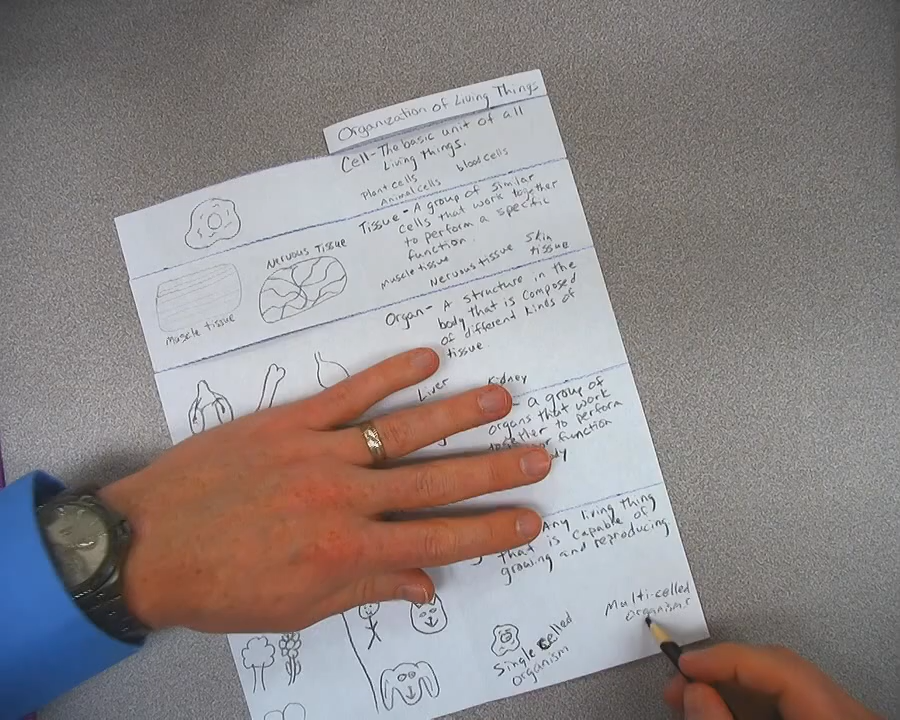 Organization of Living Things
Cell-The basic unit of all
Living things.
Plant cells
Animal cells
blood cells
Tissue-A group of similar
cells that work together
to perform a specific
function.
Muscle tissue
Nervous tissue
Skin
tissue
Nervous Tissue
Muscle tissue
Organ- A structure in the
body that is composed
of different kinds of
tissue.
Liver
Kidney
- a group of
organs that work
together to perform
function
Any living thing
that is capable of
growing and reproducing
Single celled
organism
Multi-celled
organisms